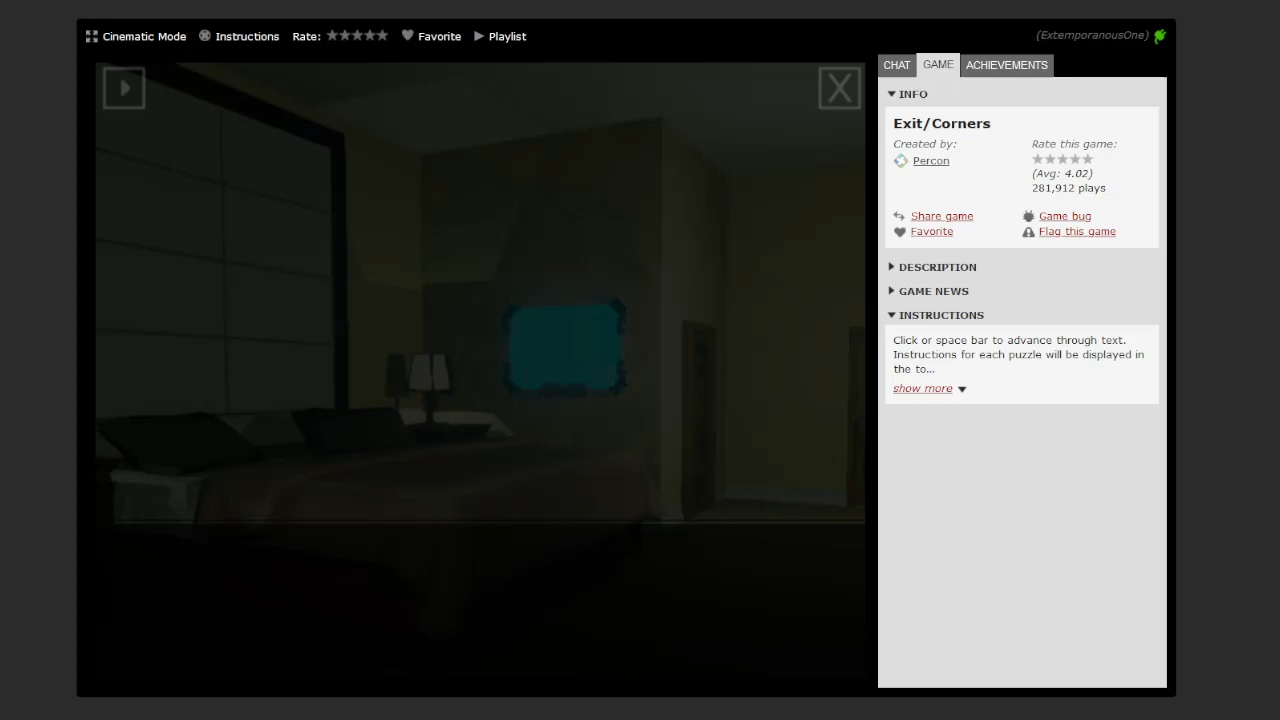 Cinematic Mode Instructions Rate: Favorite Playlist (ExtemporanousOne)
CHAT GAME ACHIEVEMENTS
X
INFO
Exit/Corners
Created by: Rate this game:
Percon
(Avg: 4.02)
281,912 plays
Share game Game bug
Favorite Flag this game
DESCRIPTION
GAME NEWS
INSTRUCTIONS
Click or space bar to advance through text.
Instructions for each puzzle will be displayed in
the to...
show more